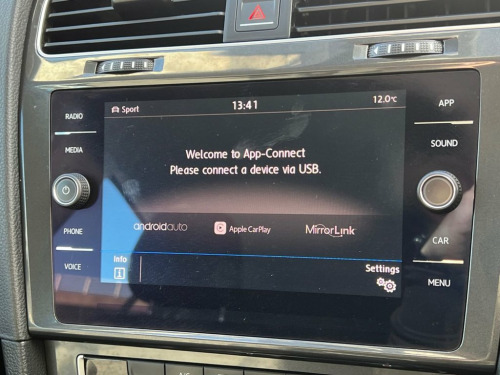 RADIO
MEDIA
PHONE
VOICE
Sport
13:41
12.0°C
Welcome to App-Connect
Please connect a device via USB.
androidauto
Apple CarPlay
MirrorLink
Info
Settings
APP
SOUND
CAR
MENU